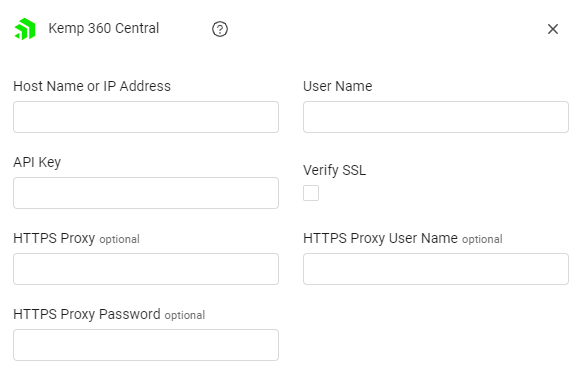 Kemp 360 Central ?
Host Name or IP Address
User Name
API Key
Verify SSL
HTTPS Proxy optional
HTTPS Proxy User Name optional
HTTPS Proxy Password optional